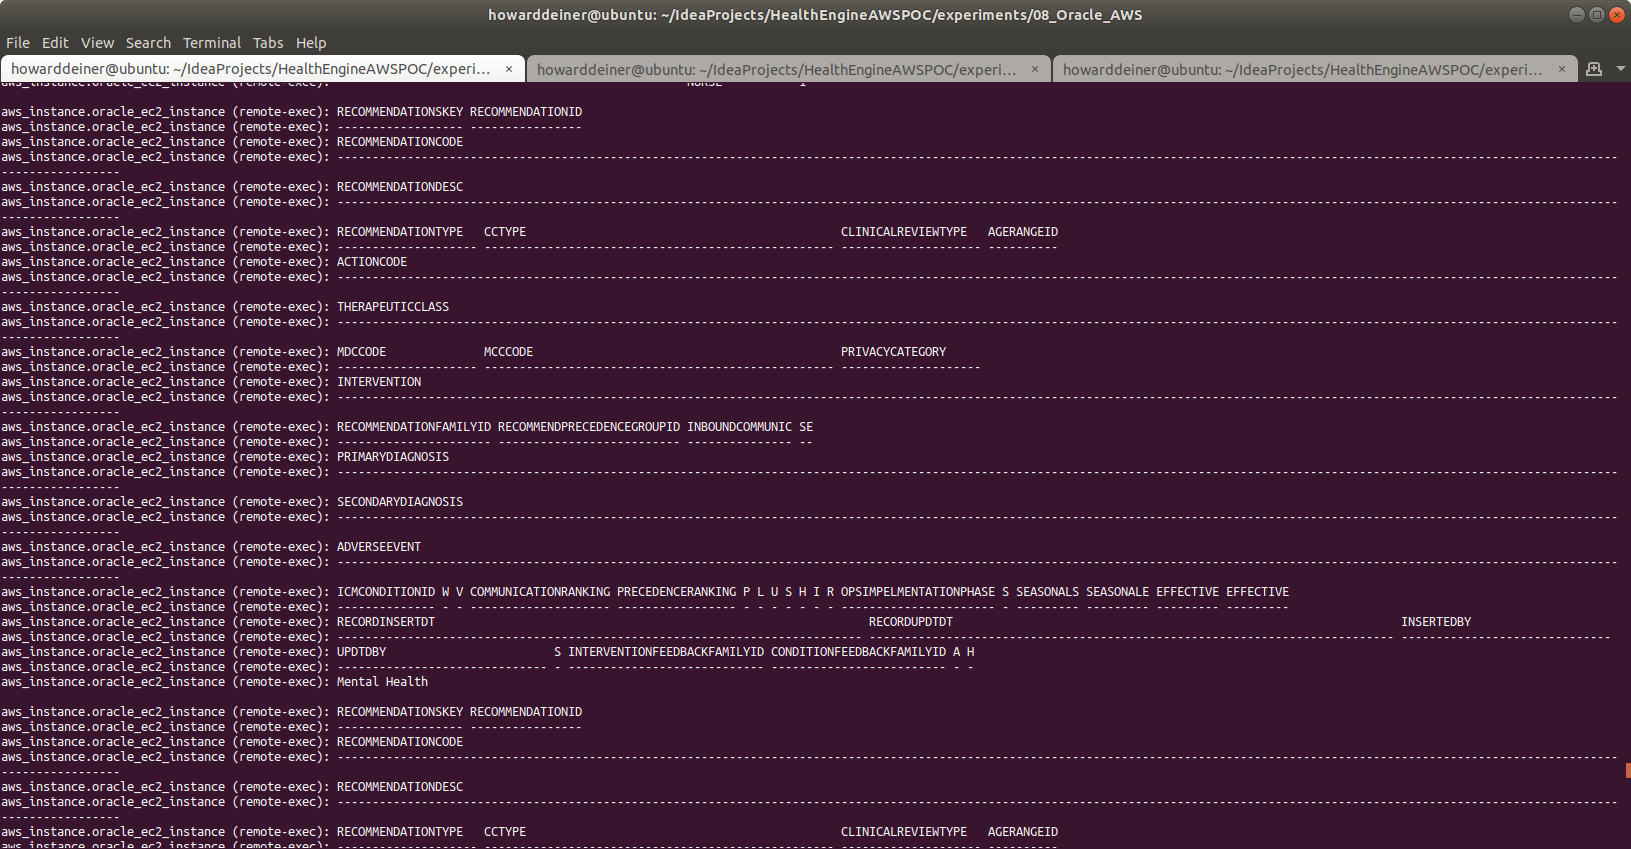 howarddeiner@ubuntu: ~/IdeaProjects/HealthEngineAWSPOC/experiments/08_Oracle_AWS
File Edit View Search Terminal Tabs Help
howarddeiner@ubuntu: ~/IdeaProjects/HealthEngineAWSPOC/experi... × howarddeiner@ubuntu: ~/IdeaProjects/HealthEngineAWSPOC/experi... × howarddeiner@ubuntu: ~/IdeaProjects/HealthEngineAWSPOC/experi... ×
aws_instance.oracle_ec2_instance (remote-exec): NURSE 1
aws_instance.oracle_ec2_instance (remote-exec): RECOMMENDATIONSKEY RECOMMENDATIONID
aws_instance.oracle_ec2_instance (remote-exec): ------------------ ----------------
aws_instance.oracle_ec2_instance (remote-exec): RECOMMENDATIONCODE
aws_instance.oracle_ec2_instance (remote-exec): ---------------------------------------------------------------------------------------------------------------------------------------------------------------------------------------
-----------------
aws_instance.oracle_ec2_instance (remote-exec): RECOMMENDATIONDESC
aws_instance.oracle_ec2_instance (remote-exec): ---------------------------------------------------------------------------------------------------------------------------------------------------------------------------------------
-----------------
aws_instance.oracle_ec2_instance (remote-exec): RECOMMENDATIONTYPE CCTYPE CLINICALREVIEWTYPE AGERANGEID
aws_instance.oracle_ec2_instance (remote-exec): -------------------- -------------------------------------------------- -------------------- ----------
aws_instance.oracle_ec2_instance (remote-exec): ACTIONCODE
aws_instance.oracle_ec2_instance (remote-exec): ---------------------------------------------------------------------------------------------------------------------------------------------------------------------------------------
-----------------
aws_instance.oracle_ec2_instance (remote-exec): THERAPEUTICCLASS
aws_instance.oracle_ec2_instance (remote-exec): ---------------------------------------------------------------------------------------------------------------------------------------------------------------------------------------
-----------------
aws_instance.oracle_ec2_instance (remote-exec): MDCCODE MCCCODE PRIVACYCATEGORY
aws_instance.oracle_ec2_instance (remote-exec): -------------------- -------------------------------------------------- --------------------
aws_instance.oracle_ec2_instance (remote-exec): INTERVENTION
aws_instance.oracle_ec2_instance (remote-exec): ---------------------------------------------------------------------------------------------------------------------------------------------------------------------------------------
-----------------
aws_instance.oracle_ec2_instance (remote-exec): RECOMMENDATIONFAMILYID RECOMMENDPRECEDENCEGROUPID INBOUNDCOMMUNIC SE
aws_instance.oracle_ec2_instance (remote-exec): ---------------------- -------------------------- --------------- --
aws_instance.oracle_ec2_instance (remote-exec): PRIMARYDIAGNOSIS
aws_instance.oracle_ec2_instance (remote-exec): ---------------------------------------------------------------------------------------------------------------------------------------------------------------------------------------
-----------------
aws_instance.oracle_ec2_instance (remote-exec): SECONDARYDIAGNOSIS
aws_instance.oracle_ec2_instance (remote-exec): ---------------------------------------------------------------------------------------------------------------------------------------------------------------------------------------
-----------------
aws_instance.oracle_ec2_instance (remote-exec): ADVERSEEVENT
aws_instance.oracle_ec2_instance (remote-exec): ---------------------------------------------------------------------------------------------------------------------------------------------------------------------------------------
-----------------
aws_instance.oracle_ec2_instance (remote-exec): ICMCONDITIONID W V COMMUNICATIONRANKING PRECEDENCERANKING P L U S H I R OPSIMPELMENTATIONPHASE S SEASONALS SEASONALE EFFECTIVE EFFECTIVE
aws_instance.oracle_ec2_instance (remote-exec): -------------- - - -------------------- ----------------- - - - - - - - ---------------------- - --------- --------- --------- ---------
aws_instance.oracle_ec2_instance (remote-exec): RECORDINSERTDT RECORDUPDTDT INSERTEDBY
aws_instance.oracle_ec2_instance (remote-exec): --------------------------------------------------------------------------- --------------------------------------------------------------------------- ------------------------------
aws_instance.oracle_ec2_instance (remote-exec): UPDTDBY S INTERVENTIONFEEDBACKFAMILYID CONDITIONFEEDBACKFAMILYID A H
aws_instance.oracle_ec2_instance (remote-exec): ------------------------------ - ---------------------------- ------------------------- - -
aws_instance.oracle_ec2_instance (remote-exec): Mental Health
aws_instance.oracle_ec2_instance (remote-exec): RECOMMENDATIONSKEY RECOMMENDATIONID
aws_instance.oracle_ec2_instance (remote-exec): ------------------ ----------------
aws_instance.oracle_ec2_instance (remote-exec): RECOMMENDATIONCODE
aws_instance.oracle_ec2_instance (remote-exec): ---------------------------------------------------------------------------------------------------------------------------------------------------------------------------------------
-----------------
aws_instance.oracle_ec2_instance (remote-exec): RECOMMENDATIONDESC
aws_instance.oracle_ec2_instance (remote-exec): ---------------------------------------------------------------------------------------------------------------------------------------------------------------------------------------
-----------------
aws_instance.oracle_ec2_instance (remote-exec): RECOMMENDATIONTYPE CCTYPE CLINICALREVIEWTYPE AGERANGEID
aws_instance.oracle_ec2_instance (remote-exec): -------------------- -------------------------------------------------- -------------------- ----------